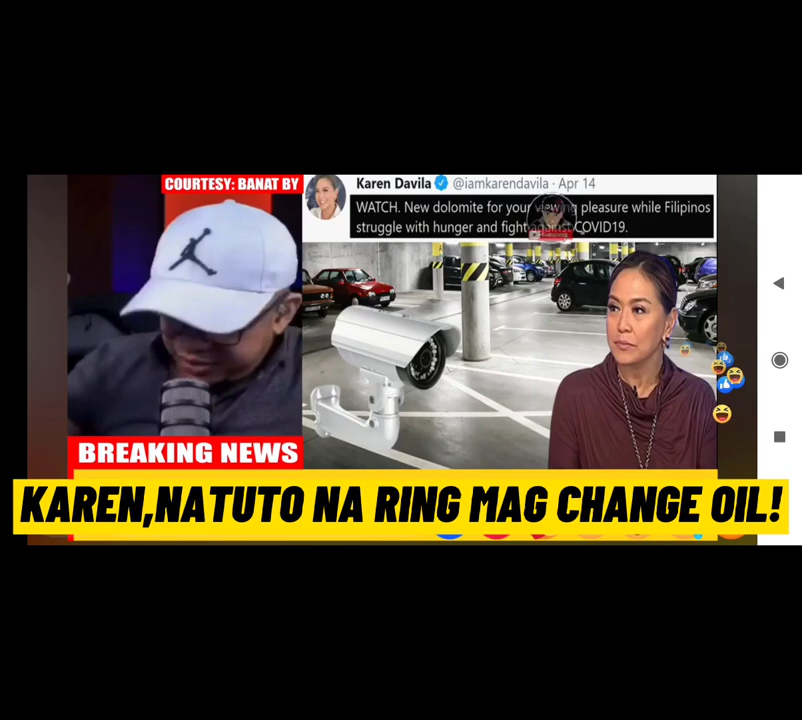 COURTESY: BANAT BY
Karen Davila @iamkarendavila · Apr 14
WATCH. New dolomite for your viewing pleasure while Filipinos
struggle with hunger and fight against COVID19.
BREAKING NEWS
KAREN,NATUTO NA RING MAG CHANGE OIL!